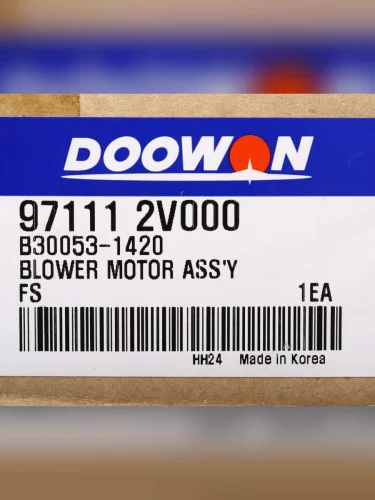 DOOWON
97111 2V000
B30053-1420
BLOWER MOTOR ASS'Y
FS 1EA
HH24 Made in Korea